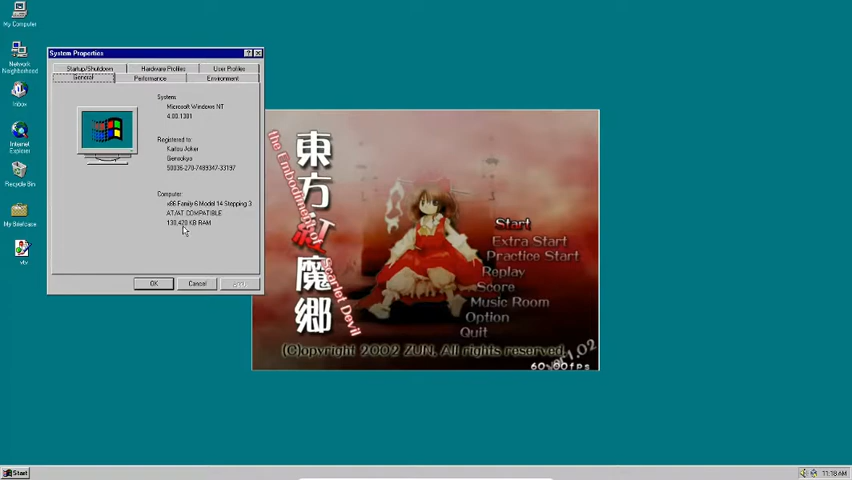 My Computer
Network
Neighborhood
Inbox
Internet
Explorer
Recycle Bin
My Briefcase
System Properties
Startup/Shutdown
Hardware Profiles
User Profiles
General
Performance
Environment
System:
Microsoft Windows NT
4.00.1381
Registered to:
Kaitou Joker
Gensokyo
50036-270-7489347-33197
Computer:
x86 Family 6 Model 14 Stepping 3
AT/AT COMPATIBLE
KB RAM
OK
Cancel
Apply
東方紅魔郷
the Embodiment of
Scarlet Devil
Start
Extra Start
Practice Start
Replay
Score
Music Room
Option
Quit
(C)opyright 2002 ZUN, All rights reserved.
ver 1.02
60.00fps
Start
11:18 AM